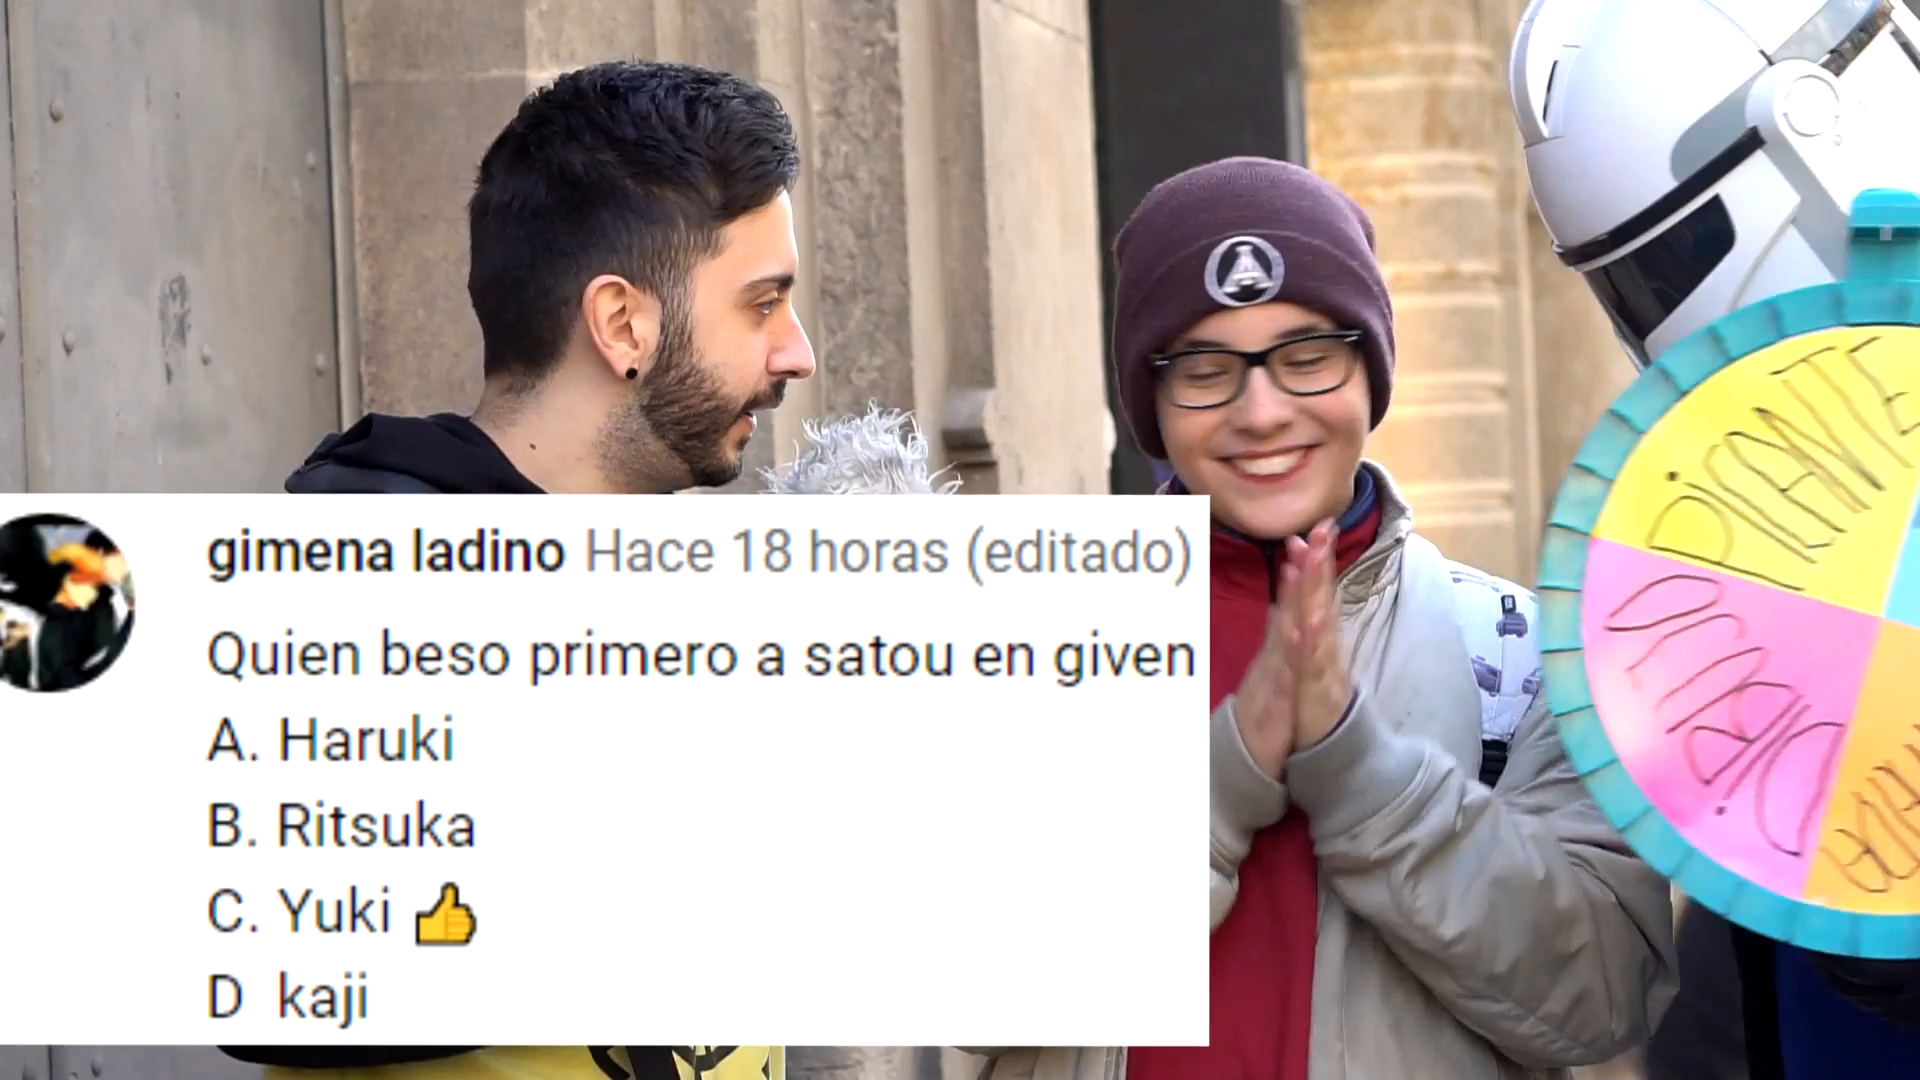 gimena ladino Hace 18 horas (editado)
Quien beso primero a satou en given
A. Haruki
B. Ritsuka
C. Yuki 👍
D kaji
PICANTE
DIBUJO